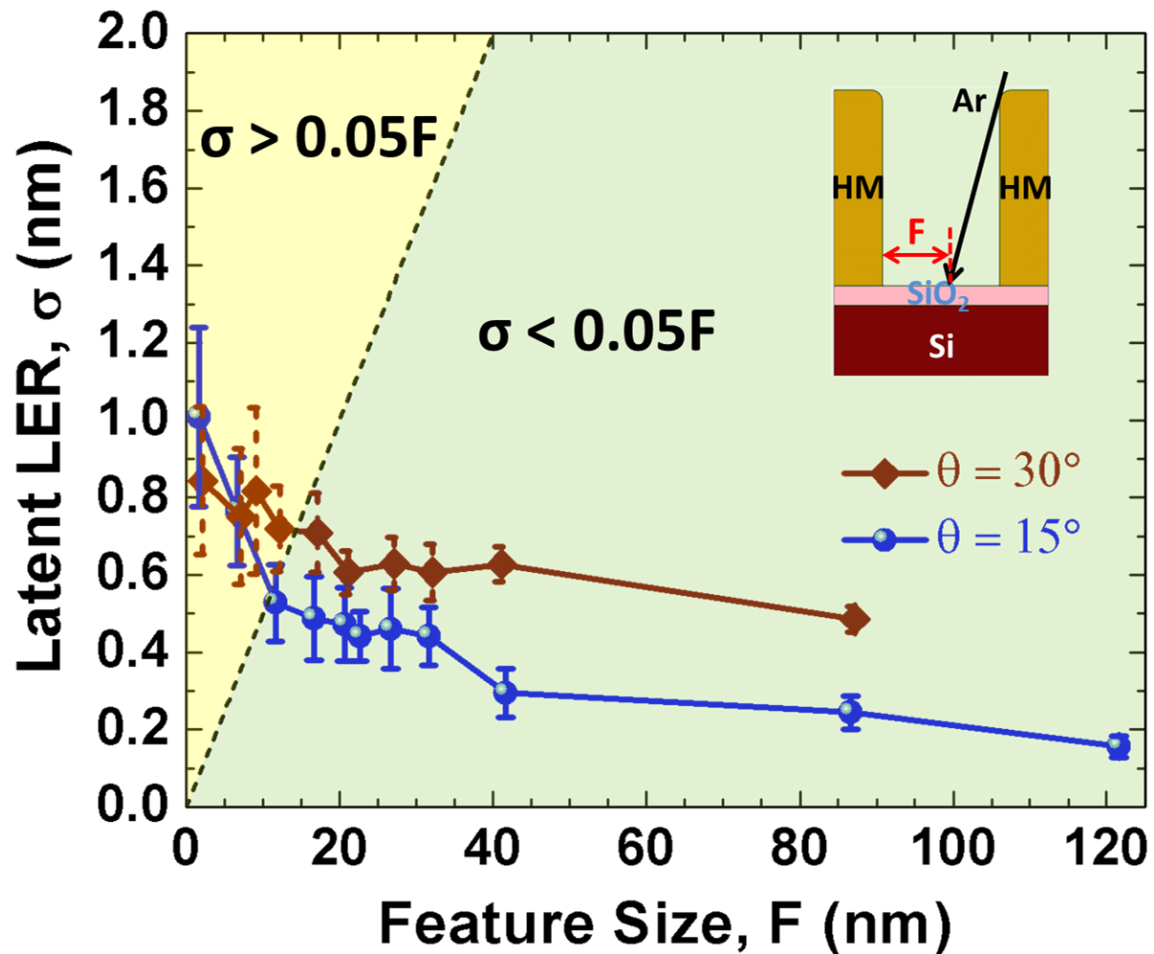 2.0
1.8
1.6
1.4
1.2
1.0
0.8
0.6
0.4
0.2
0.0
Latent LER, σ (nm)
σ > 0.05F
σ < 0.05F
Ar
HM
HM
F
SiO₂
Si
θ = 30°
θ = 15°
0 20 40 60 80 100 120
Feature Size, F (nm)